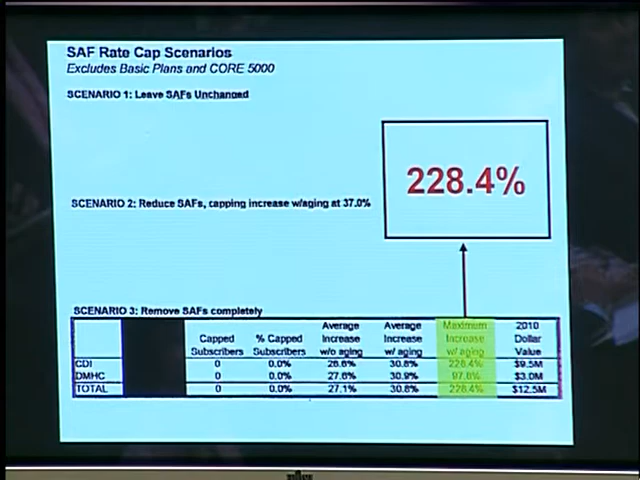 SAF Rate Cap Scenarios
Excludes Basic Plans and CORE 5000
SCENARIO 1: Leave SAFs Unchanged
228.4%
SCENARIO 2: Reduce SAFs, capping increase w/aging at 37.0%
SCENARIO 3: Remove SAFs completely
Capped Subscribers % Capped Subscribers Average Increase w/o aging Average Increase w/ aging Maximum Increase w/ aging 2010 Dollar Value
CDI 0 0.0% 26.6% 30.8% 228.4% $9.5M
DMHC 0 0.0% 27.6% 30.9% 97.6% $3.0M
TOTAL 0 0.0% 27.1% 30.8% 228.4% $12.5M